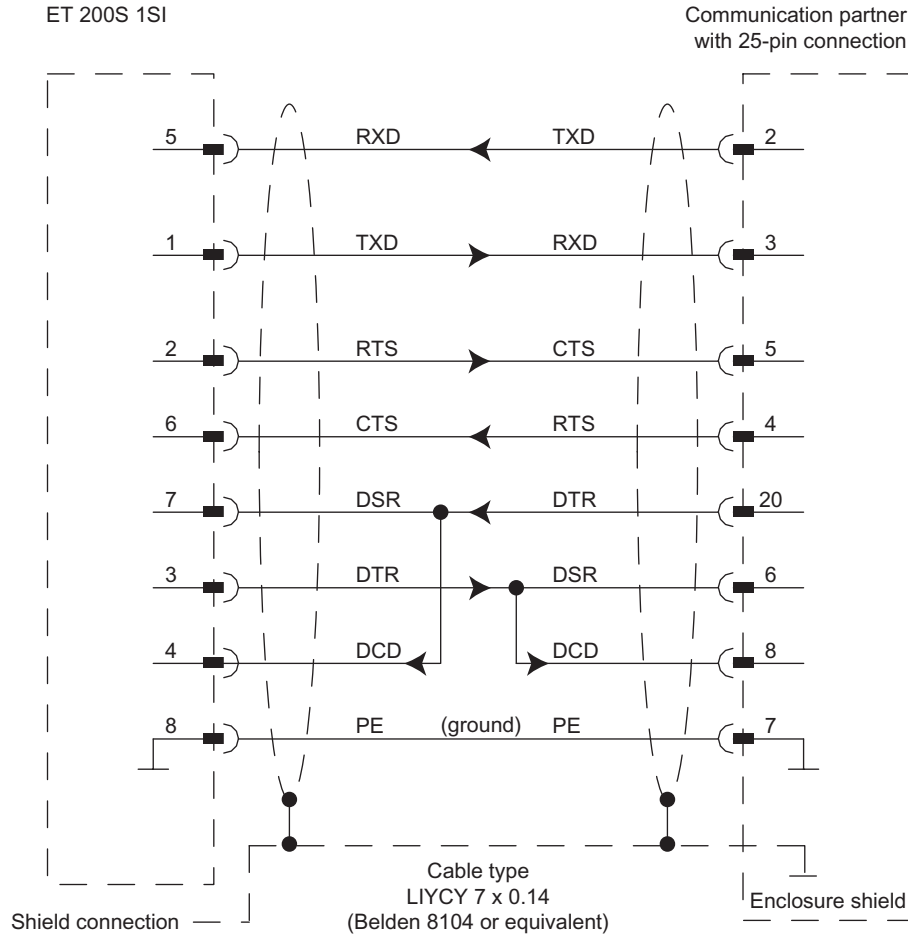 ET 200S 1SI
Communication partner
with 25-pin connection
5 RXD TXD 2
1 TXD RXD 3
2 RTS CTS 5
6 CTS RTS 4
7 DSR DTR 20
3 DTR DSR 6
4 DCD DCD 8
8 PE (ground) PE 7
Cable type
LIYCY 7 x 0.14
(Belden 8104 or equivalent)
Shield connection
Enclosure shield